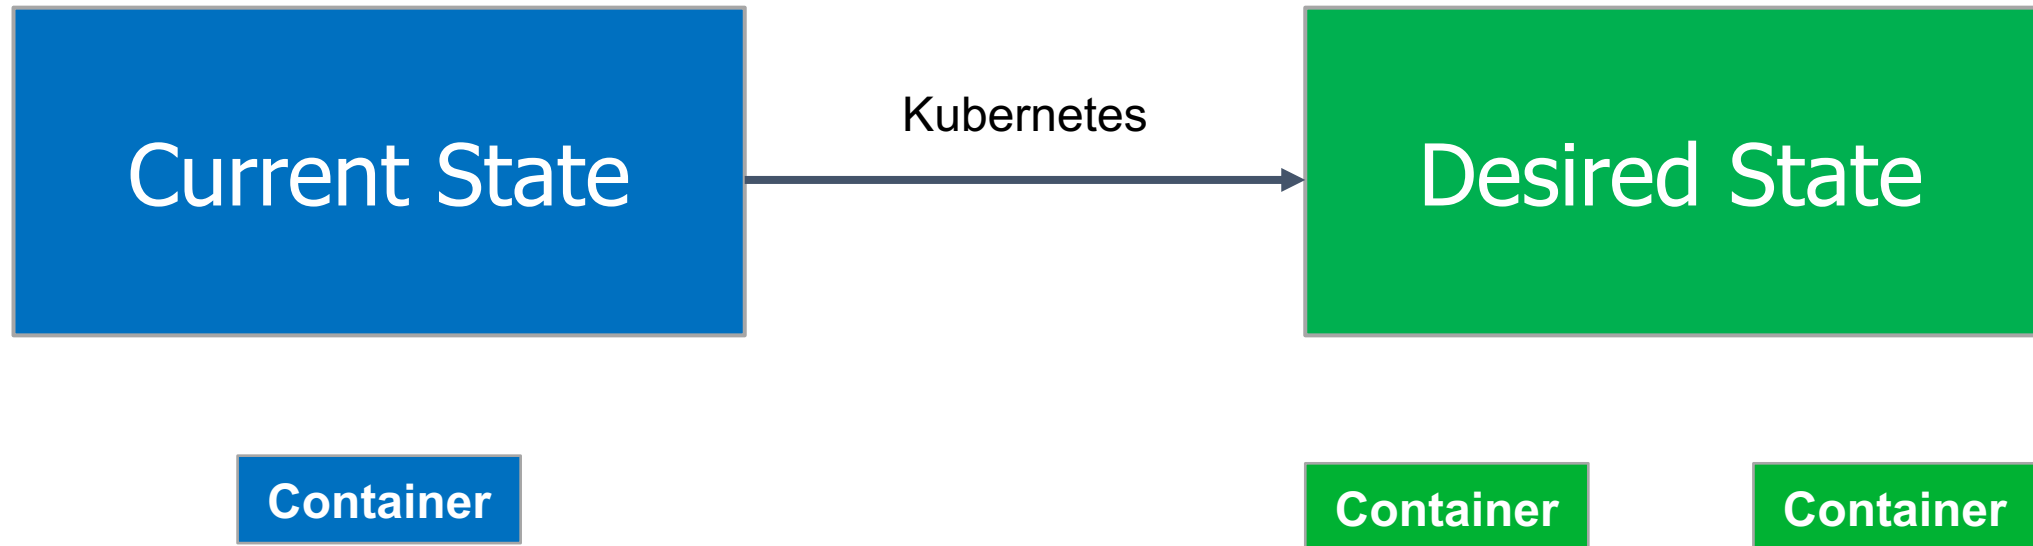 Current State
Kubernetes
Desired State
Container
Container
Container